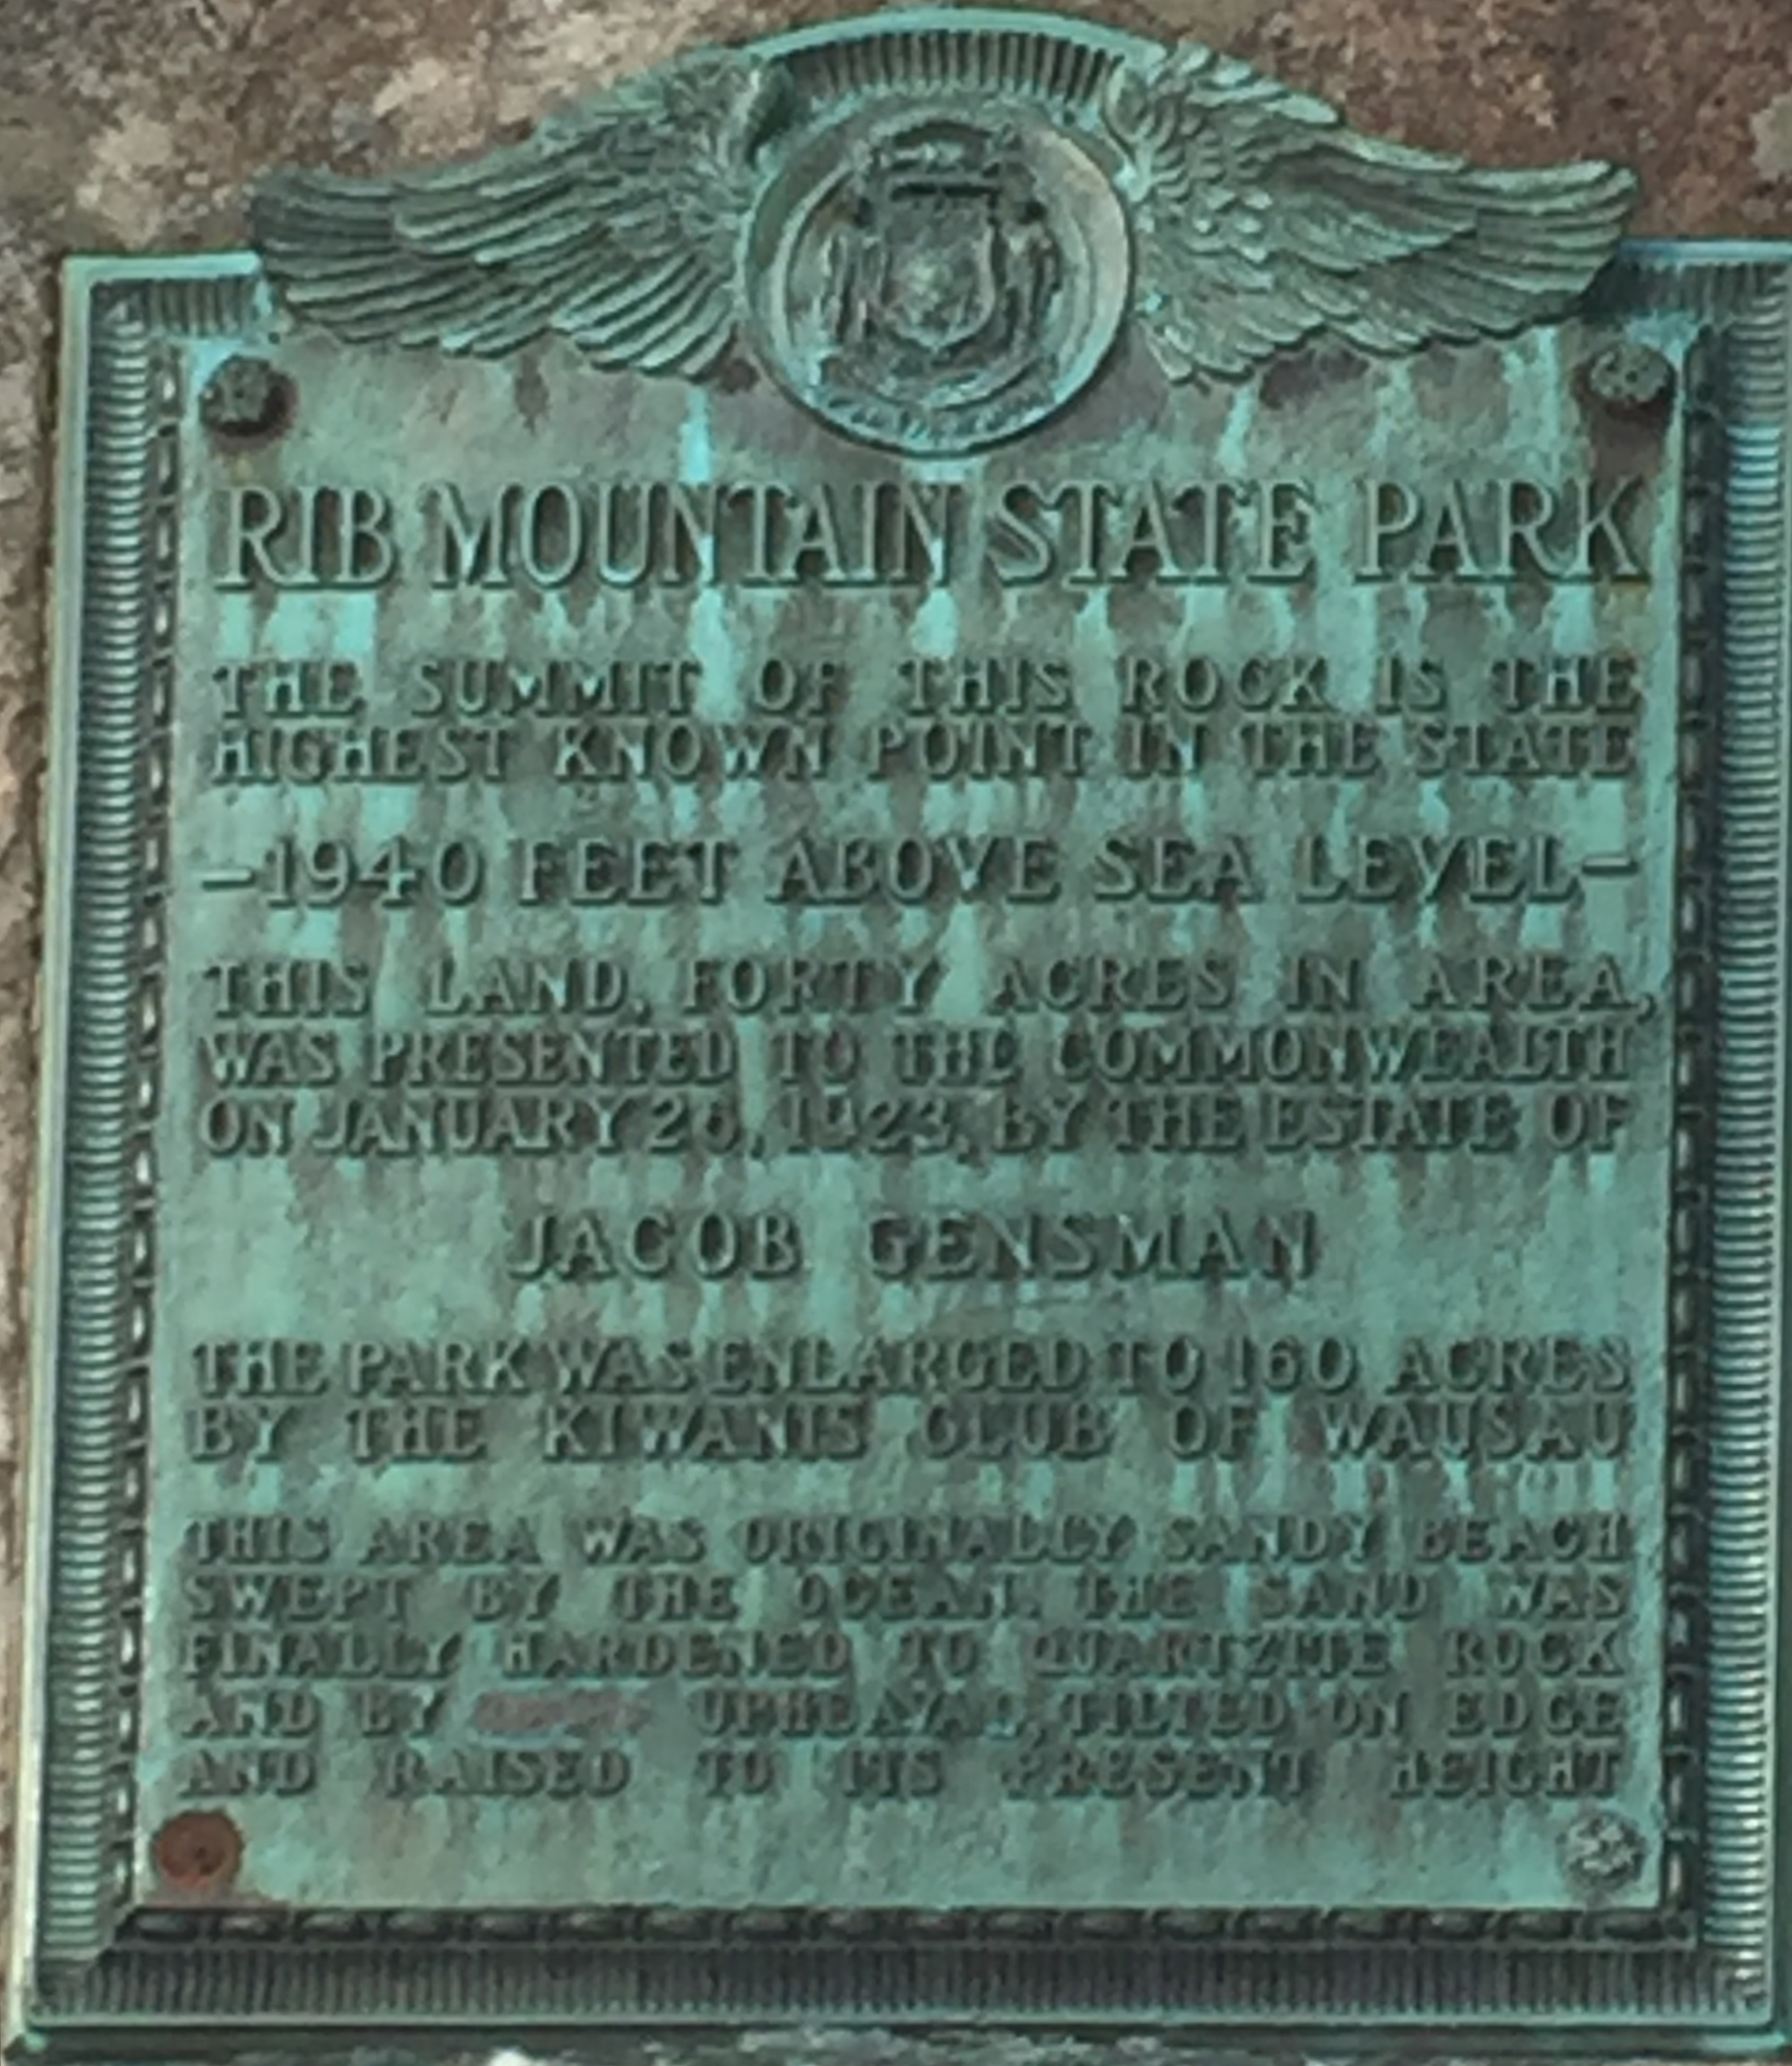 RIB MOUNTAIN STATE PARK
THE SUMMIT OF THIS ROCK IS THE
HIGHEST KNOWN POINT IN THE STATE
-1940 FEET ABOVE SEA LEVEL-
THIS LAND, FORTY ACRES IN AREA,
WAS PRESENTED TO THE COMMONWEALTH
ON JANUARY 26, 1923, BY THE ESTATE OF
JACOB GENSMAN
THE PARK WAS ENLARGED TO 160 ACRES
BY THE KIWANIS CLUB OF WAUSAU
THIS AREA WAS ORIGINALLY SANDY BEACH
SWEPT BY THE OCEAN. THE SAND WAS
FINALLY HARDENED TO QUARTZITE ROCK
AND BY UPHEAVAL, TILTED ON EDGE
AND RAISED TO ITS PRESENT HEIGHT